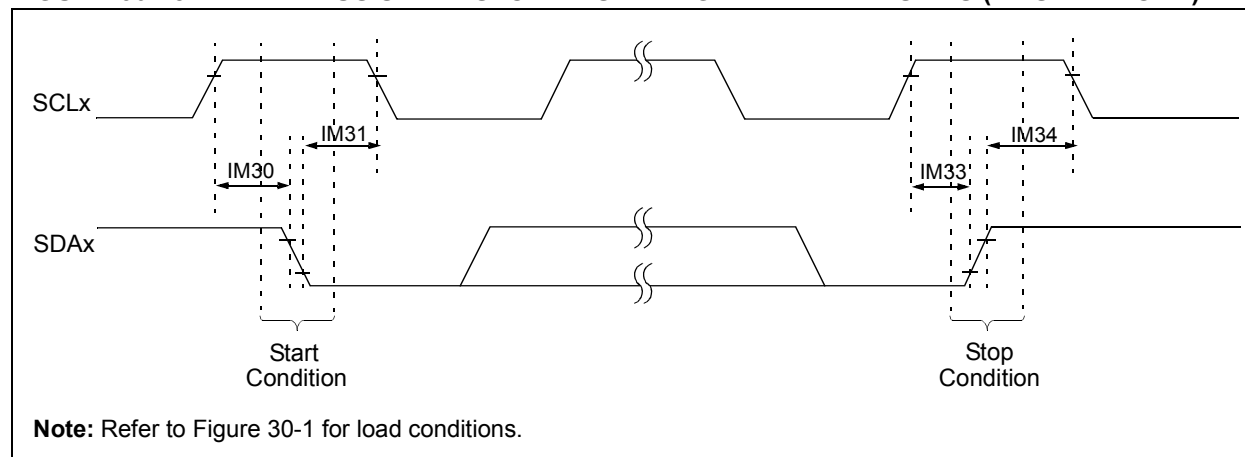 SCLx
IM31
IM34
IM30
IM33
SDAx
Start
Condition
Stop
Condition
Note: Refer to Figure 30-1 for load conditions.